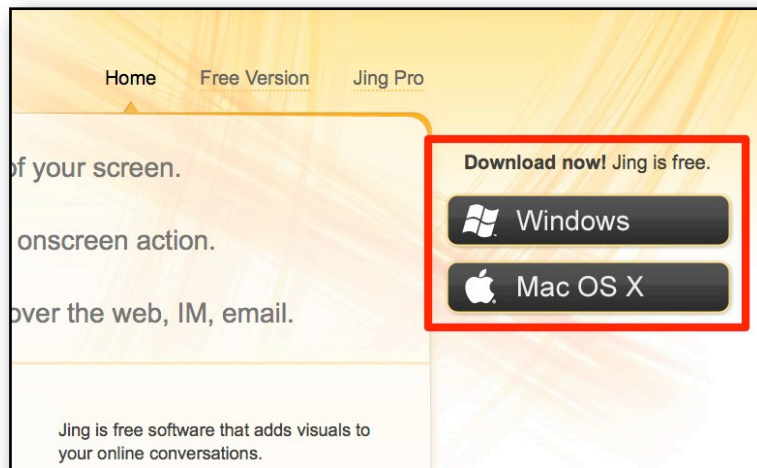 Home Free Version Jing Pro
of your screen.
onscreen action.
over the web, IM, email.
Download now! Jing is free.
Windows
Mac OS X
Jing is free software that adds visuals to
your online conversations.